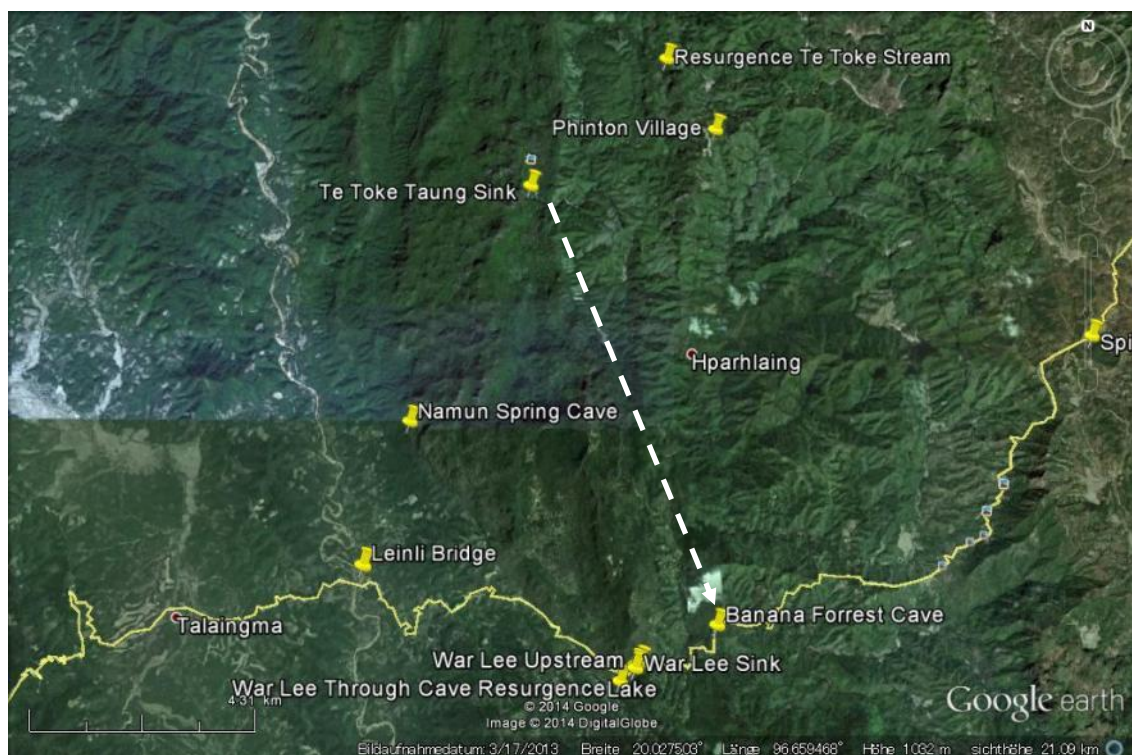 N
Resurgence Te Toke Stream
Phinton Village
Te Toke Taung Sink
Spi
Hparhlaing
Namun Spring Cave
Leinli Bridge
Banana Forrest Cave
Talaingma
War Lee Upstream
War Lee Sink
War Lee Through Cave Resurgence
Lake
4.31 km
© 2014 Google
Image © 2014 DigitalGlobe
Google earth
Bildaufnahmedatum: 3/17/2013 Breite 20.027503° Länge 96.659468° Höhe 1032 m sichthöhe 21.09 km